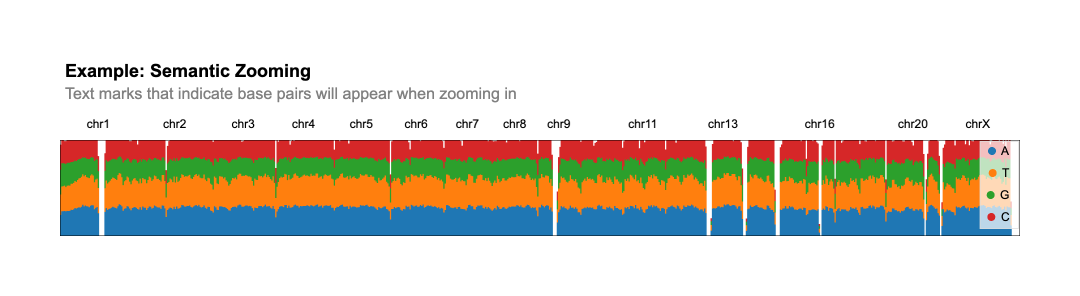 Example: Semantic Zooming
Text marks that indicate base pairs will appear when zooming in
chr1 chr2 chr3 chr4 chr5 chr6 chr7 chr8 chr9 chr11 chr13 chr16 chr20 chrX
A
T
G
C